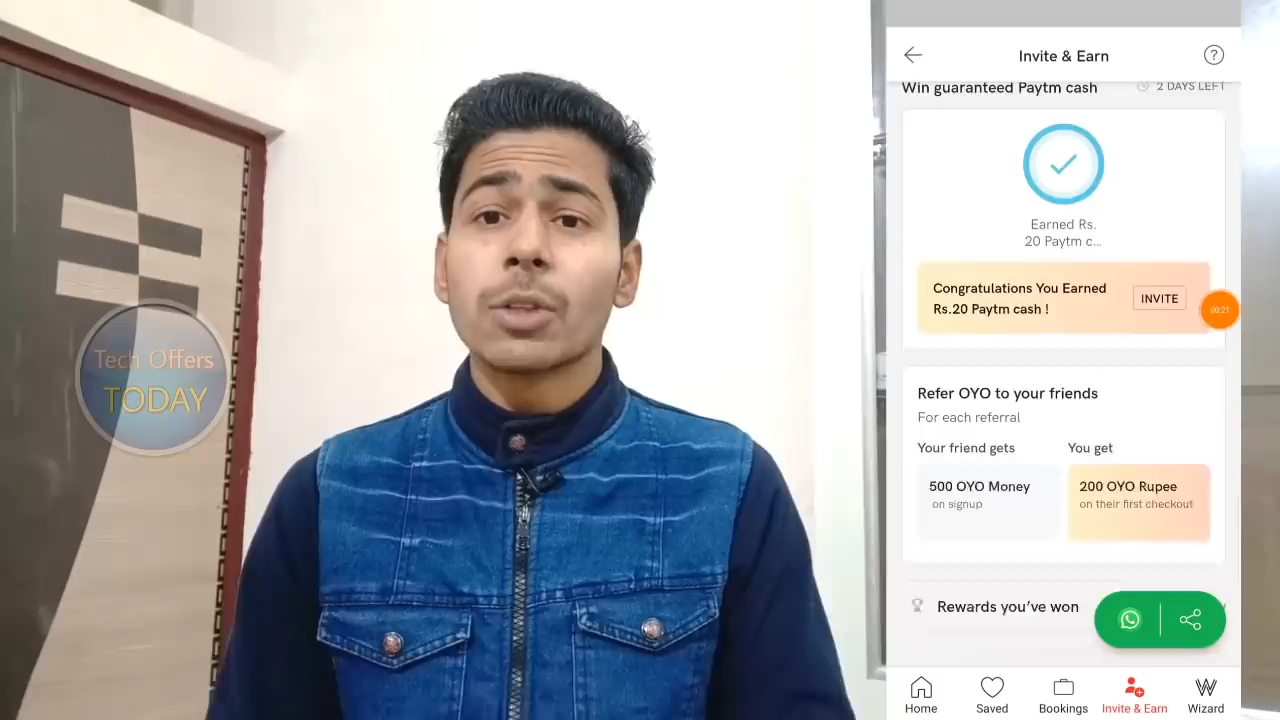 Tech Offers
TODAY
Invite & Earn
?
Win guaranteed Paytm cash
2 DAYS LEFT
Earned Rs.
20 Paytm c...
Congratulations You Earned
Rs.20 Paytm cash !
INVITE
00:21
Refer OYO to your friends
For each referral
Your friend gets
You get
500 OYO Money
on signup
200 OYO Rupee
on their first checkout
Rewards you've won
Home
Saved
Bookings
Invite & Earn
Wizard